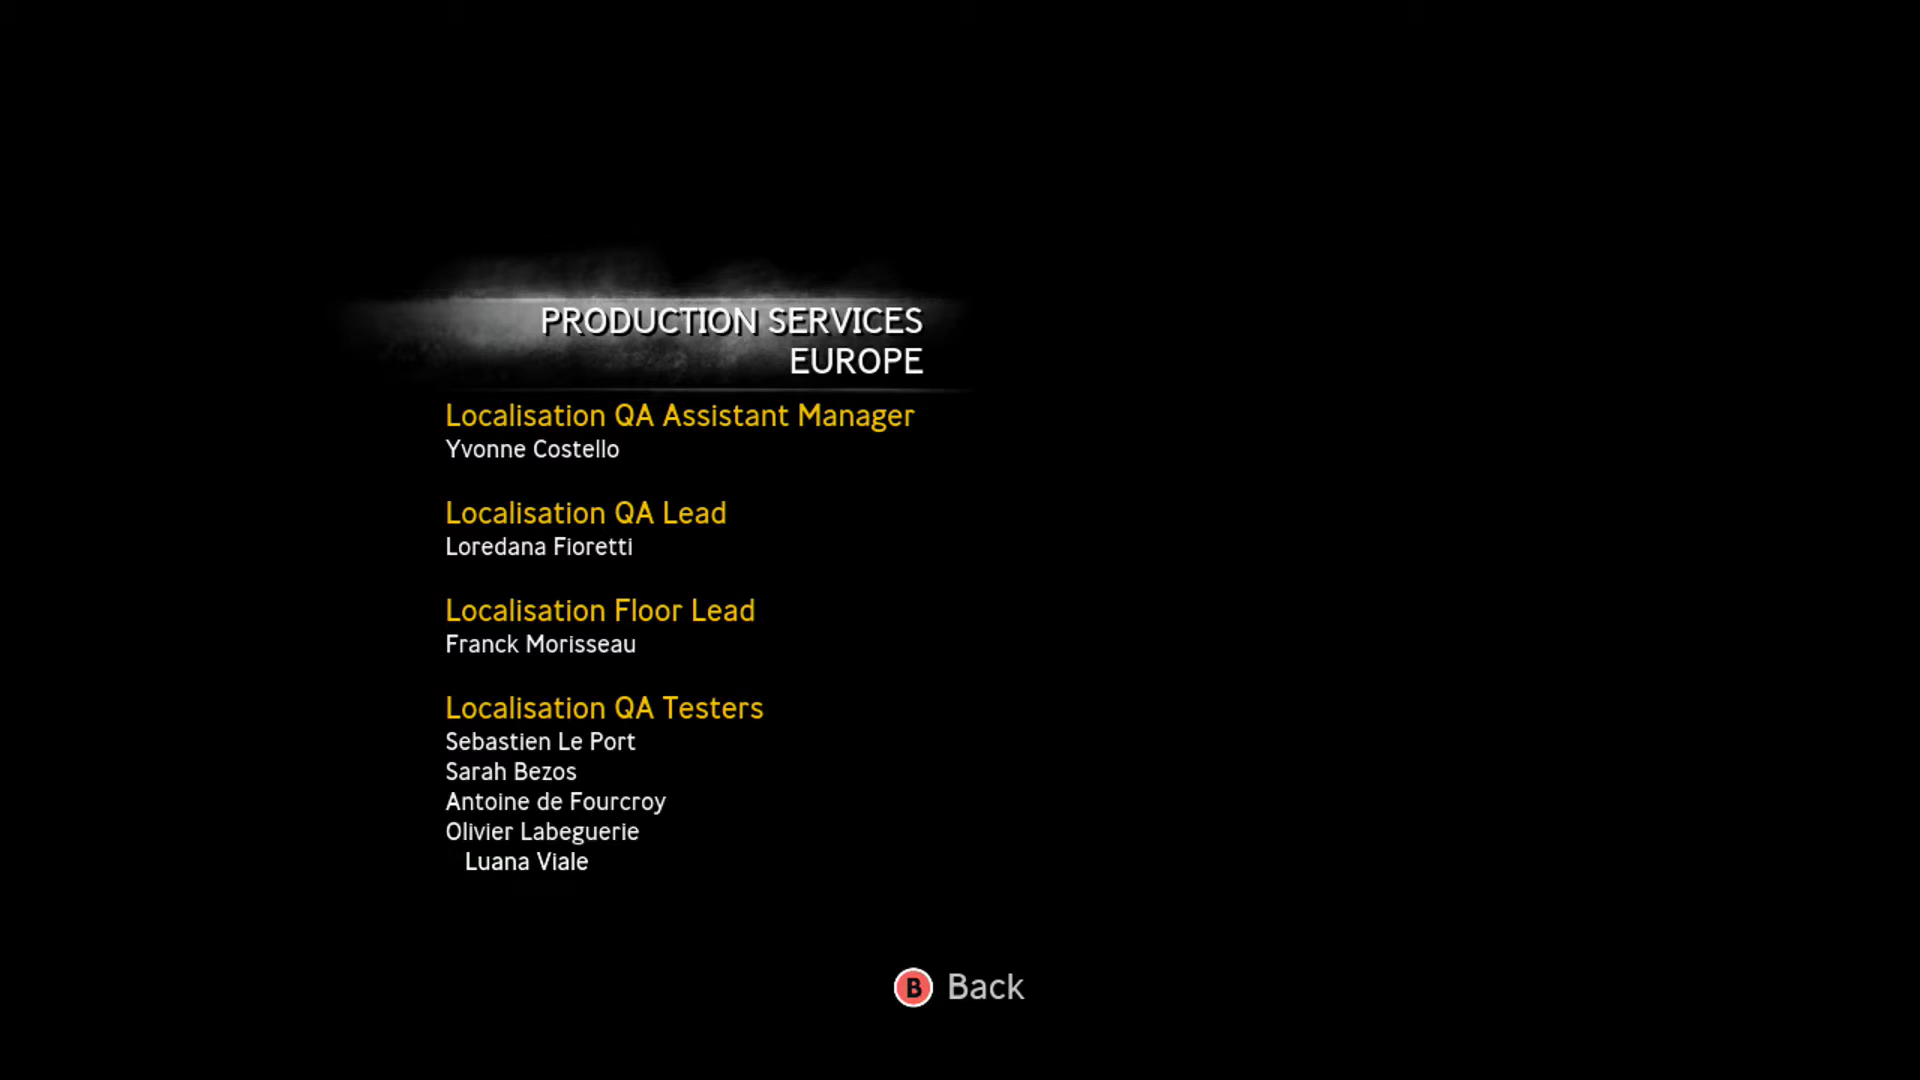 PRODUCTION SERVICES
EUROPE
Localisation QA Assistant Manager
Yvonne Costello
Localisation QA Lead
Loredana Fioretti
Localisation Floor Lead
Franck Morisseau
Localisation QA Testers
Sebastien Le Port
Sarah Bezos
Antoine de Fourcroy
Olivier Labeguerie
Luana Viale
B Back